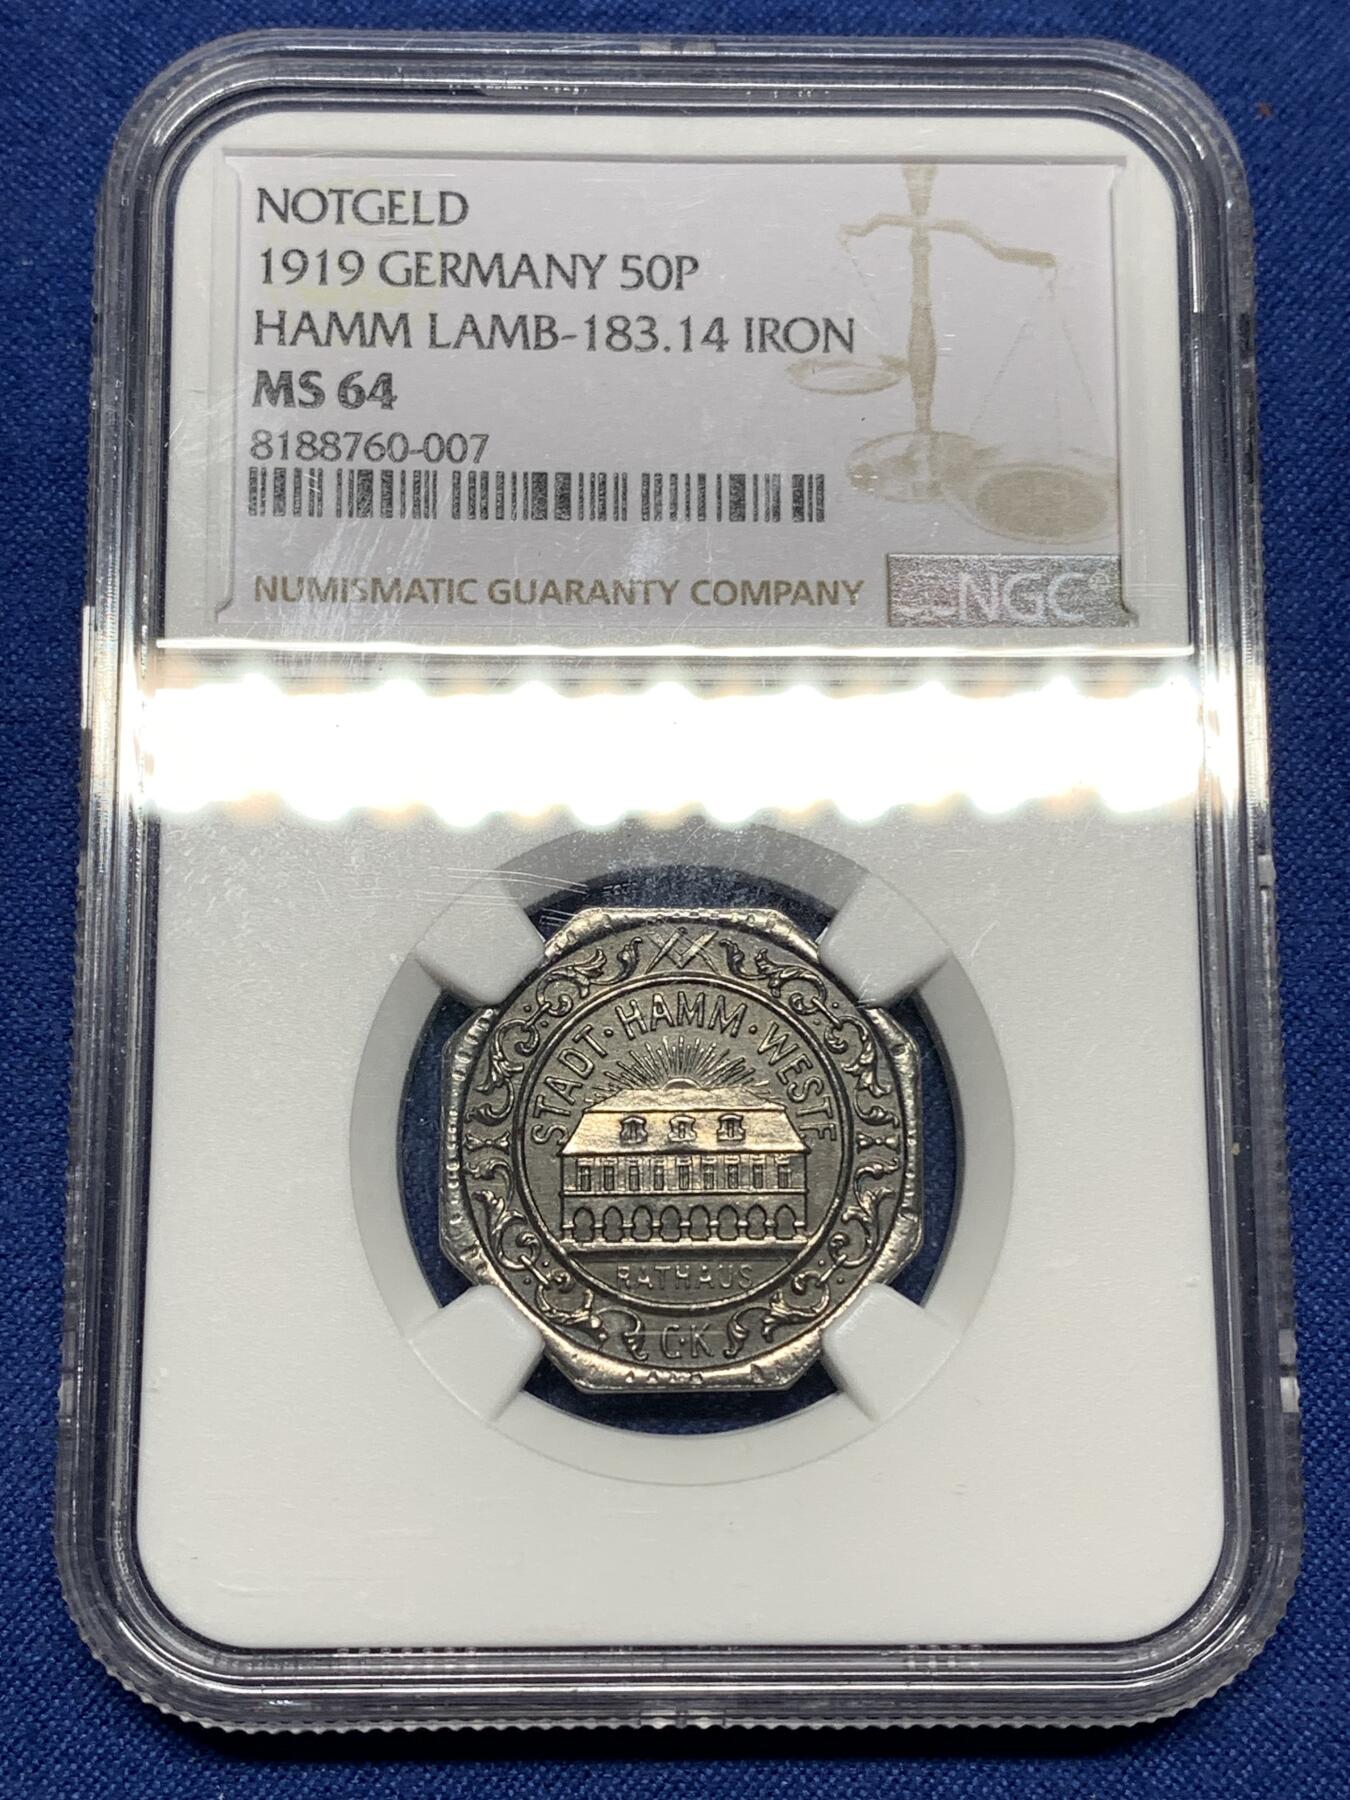 NOTGELD
1919 GERMANY 50P
HAMM LAMB-183.14 IRON
MS 64
8188760-007
NUMISMATIC GUARANTY COMPANY
NGC®
STADT·HAMM·WESTF
RATHAUS
C·K